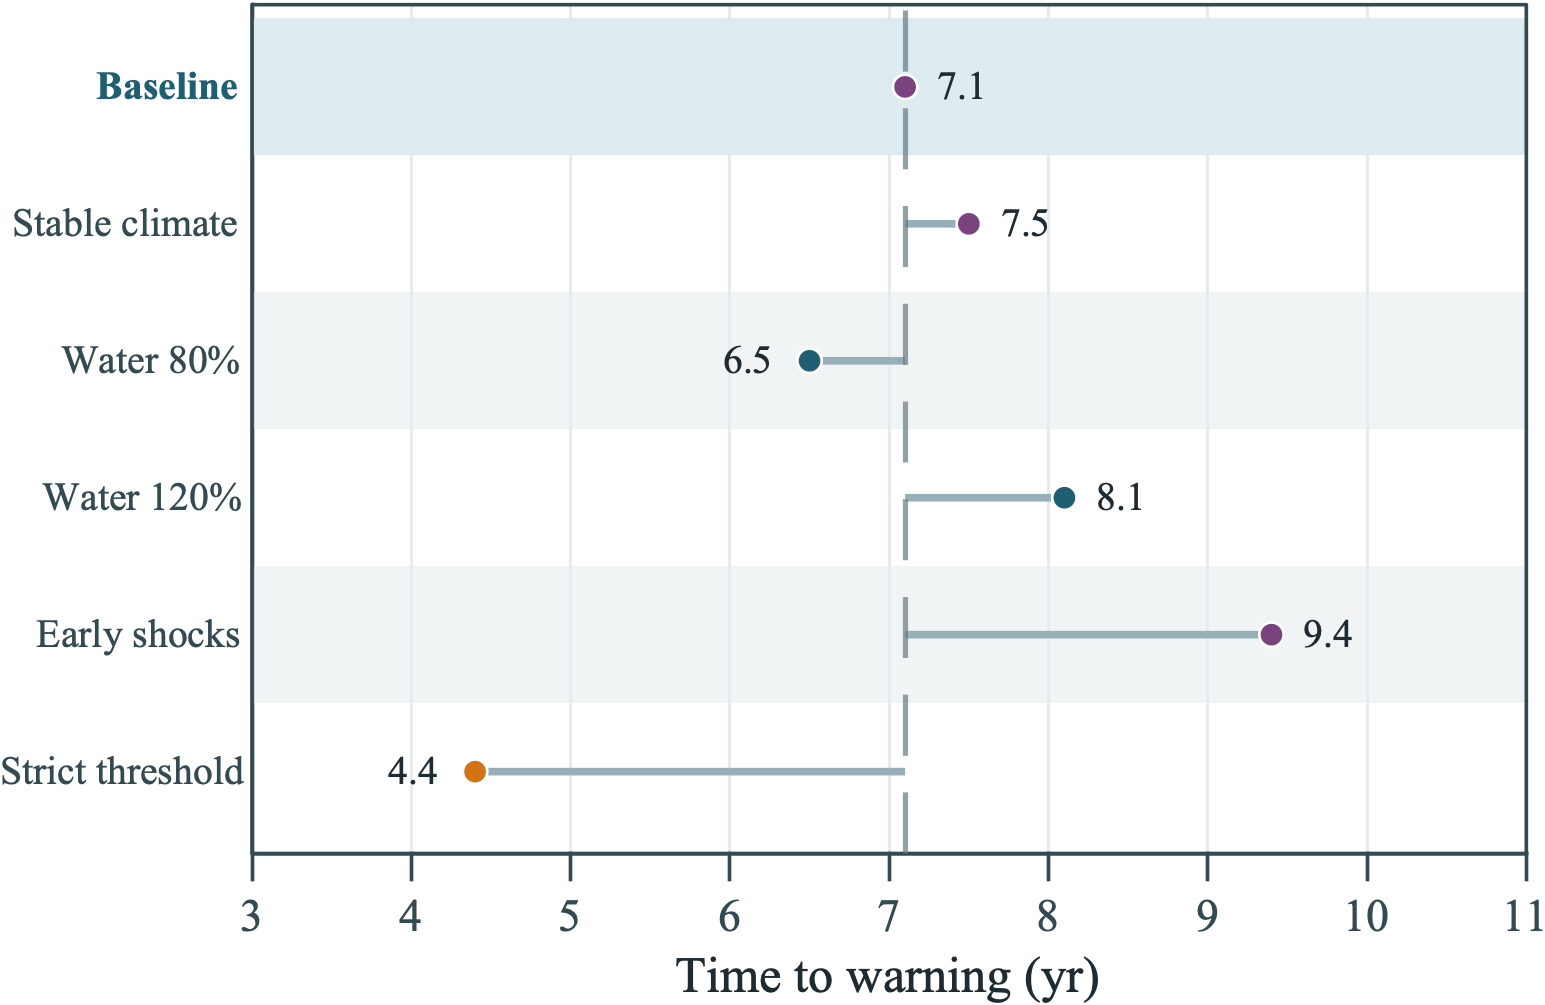 Baseline
7.1
Stable climate
7.5
Water 80%
6.5
Water 120%
8.1
Early shocks
9.4
Strict threshold
4.4
3 4 5 6 7 8 9 10 11
Time to warning (yr)